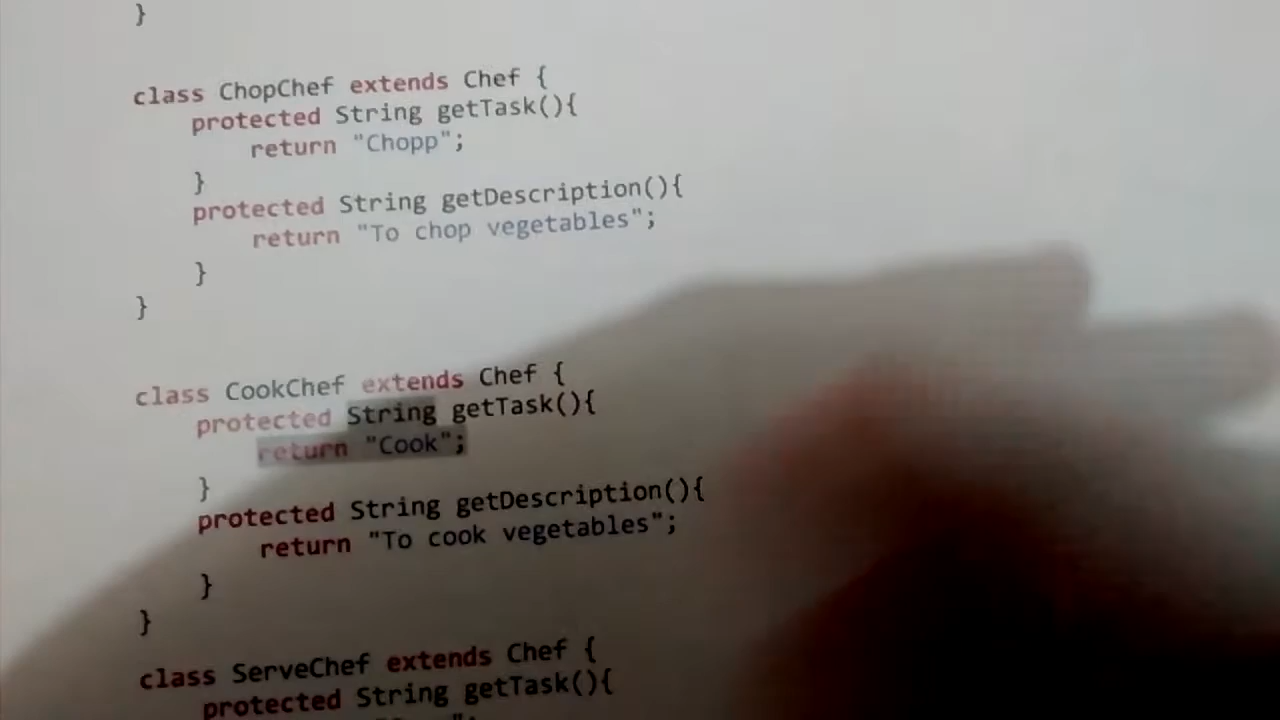 }
class ChopChef extends Chef {
protected String getTask(){
return "Chopp";
}
protected String getDescription(){
return "To chop vegetables";
}
}
class CookChef extends Chef {
protected String getTask(){
return "Cook";
}
protected String getDescription(){
return "To cook vegetables";
}
}
class ServeChef extends Chef {
protected String getTask(){